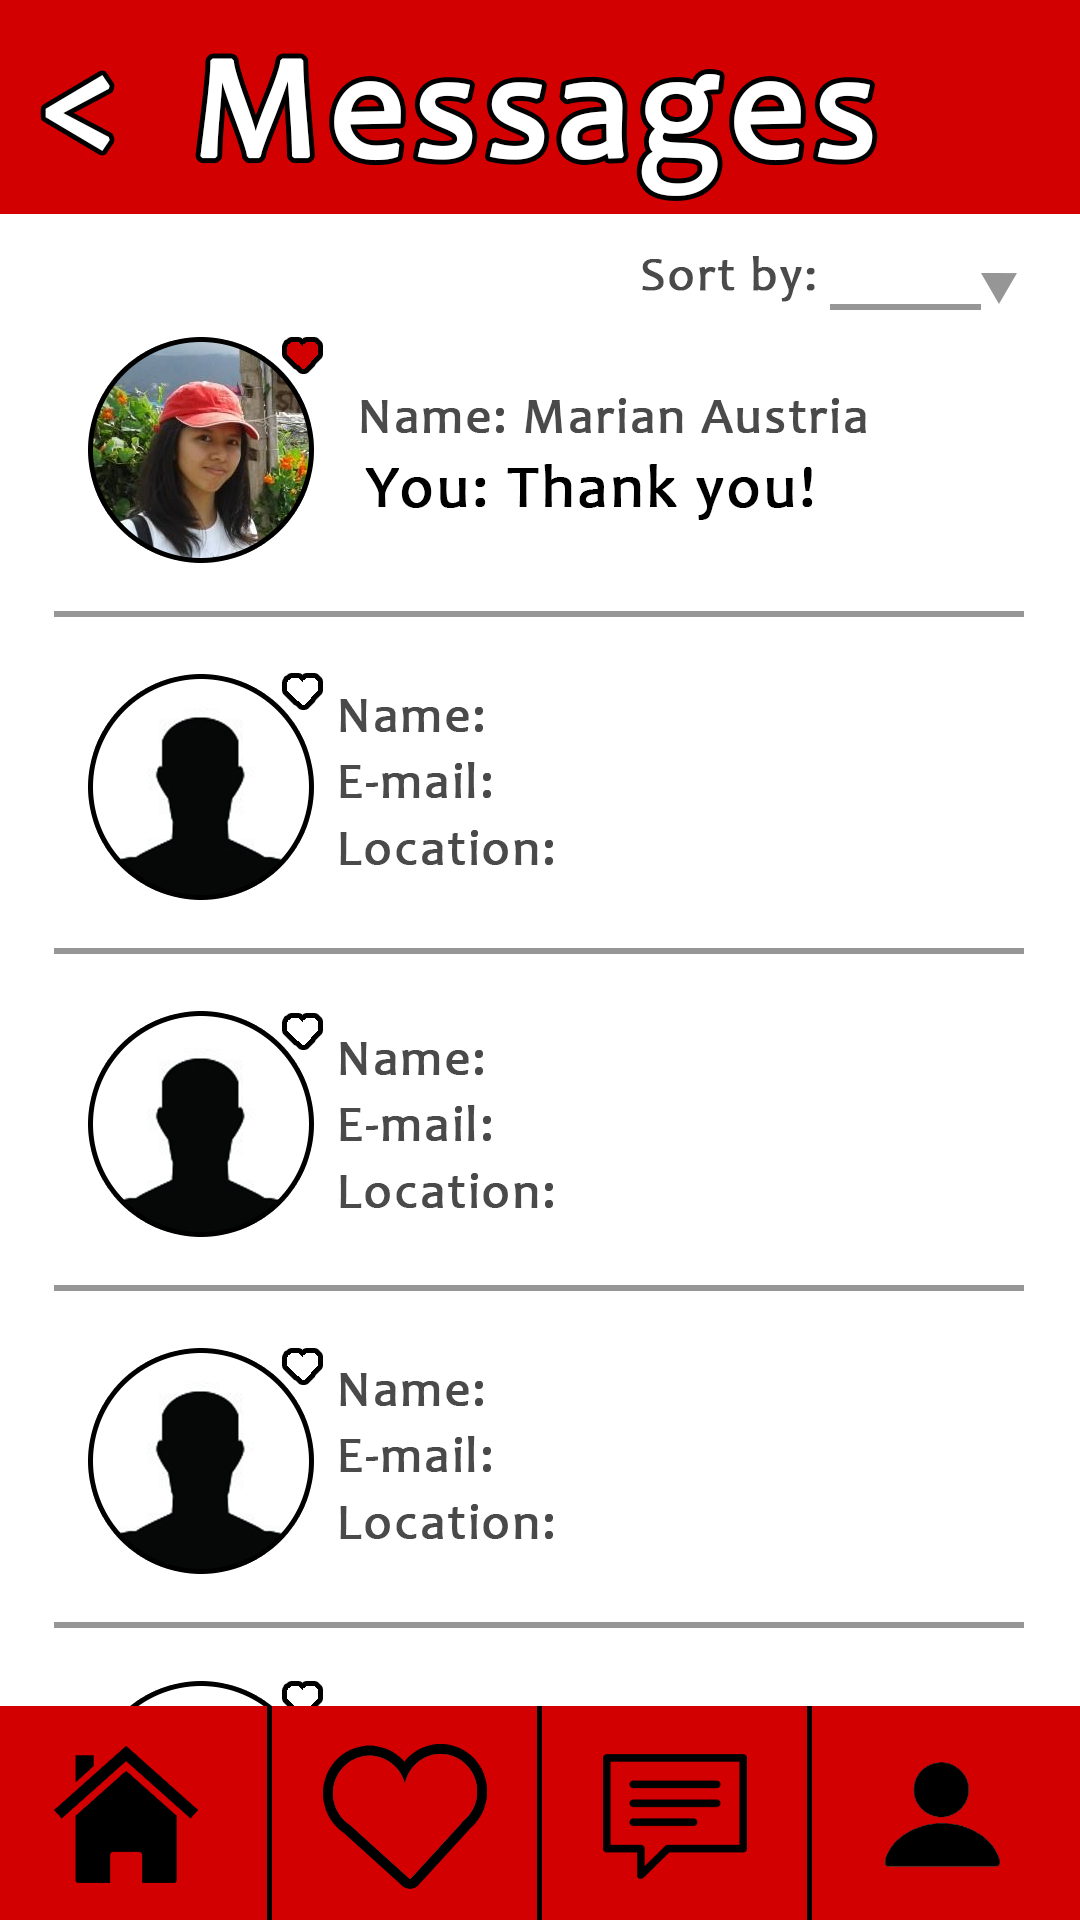 < Messages
Sort by:
Name: Marian Austria
You: Thank you!
Name:
E-mail:
Location:
Name:
E-mail:
Location:
Name:
E-mail:
Location: